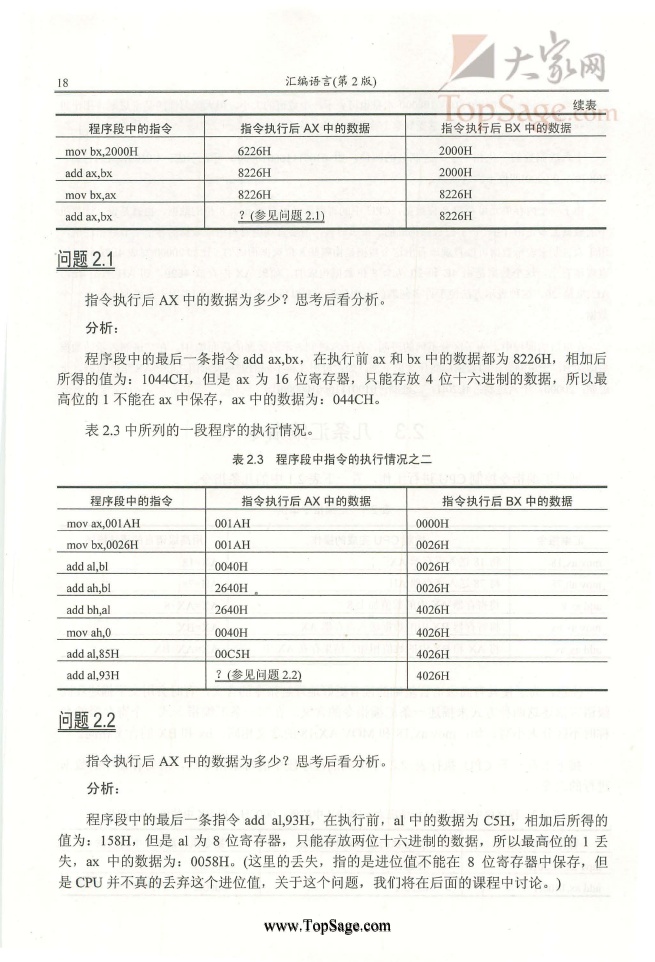 大家网
TopSage.com
18 汇编语言(第 2 版)
续表
程序段中的指令 指令执行后 AX 中的数据 指令执行后 BX 中的数据
mov bx,2000H 6226H 2000H
add ax,bx 8226H 2000H
mov bx,ax 8226H 8226H
add ax,bx ？(参见问题 2.1) 8226H
问题 2.1
指令执行后 AX 中的数据为多少？思考后看分析。
分析：
程序段中的最后一条指令 add ax,bx，在执行前 ax 和 bx 中的数据都为 8226H，相加后
所得的值为：1044CH，但是 ax 为 16 位寄存器，只能存放 4 位十六进制的数据，所以最
高位的 1 不能在 ax 中保存，ax 中的数据为：044CH。
表 2.3 中所列的一段程序的执行情况。
表 2.3 程序段中指令的执行情况之二
程序段中的指令 指令执行后 AX 中的数据 指令执行后 BX 中的数据
mov ax,001AH 001AH 0000H
mov bx,0026H 001AH 0026H
add al,bl 0040H 0026H
add ah,bl 2640H 0026H
add bh,al 2640H 4026H
mov ah,0 0040H 4026H
add al,85H 00C5H 4026H
add al,93H ？(参见问题 2.2) 4026H
问题 2.2
指令执行后 AX 中的数据为多少？思考后看分析。
分析：
程序段中的最后一条指令 add al,93H，在执行前，al 中的数据为 C5H，相加后所得的
值为：158H，但是 al 为 8 位寄存器，只能存放两位十六进制的数据，所以最高位的 1 丢
失，ax 中的数据为：0058H。(这里的丢失，指的是进位值不能在 8 位寄存器中保存，但
是 CPU 并不真的丢弃这个进位值，关于这个问题，我们将在后面的课程中讨论。)
www.TopSage.com